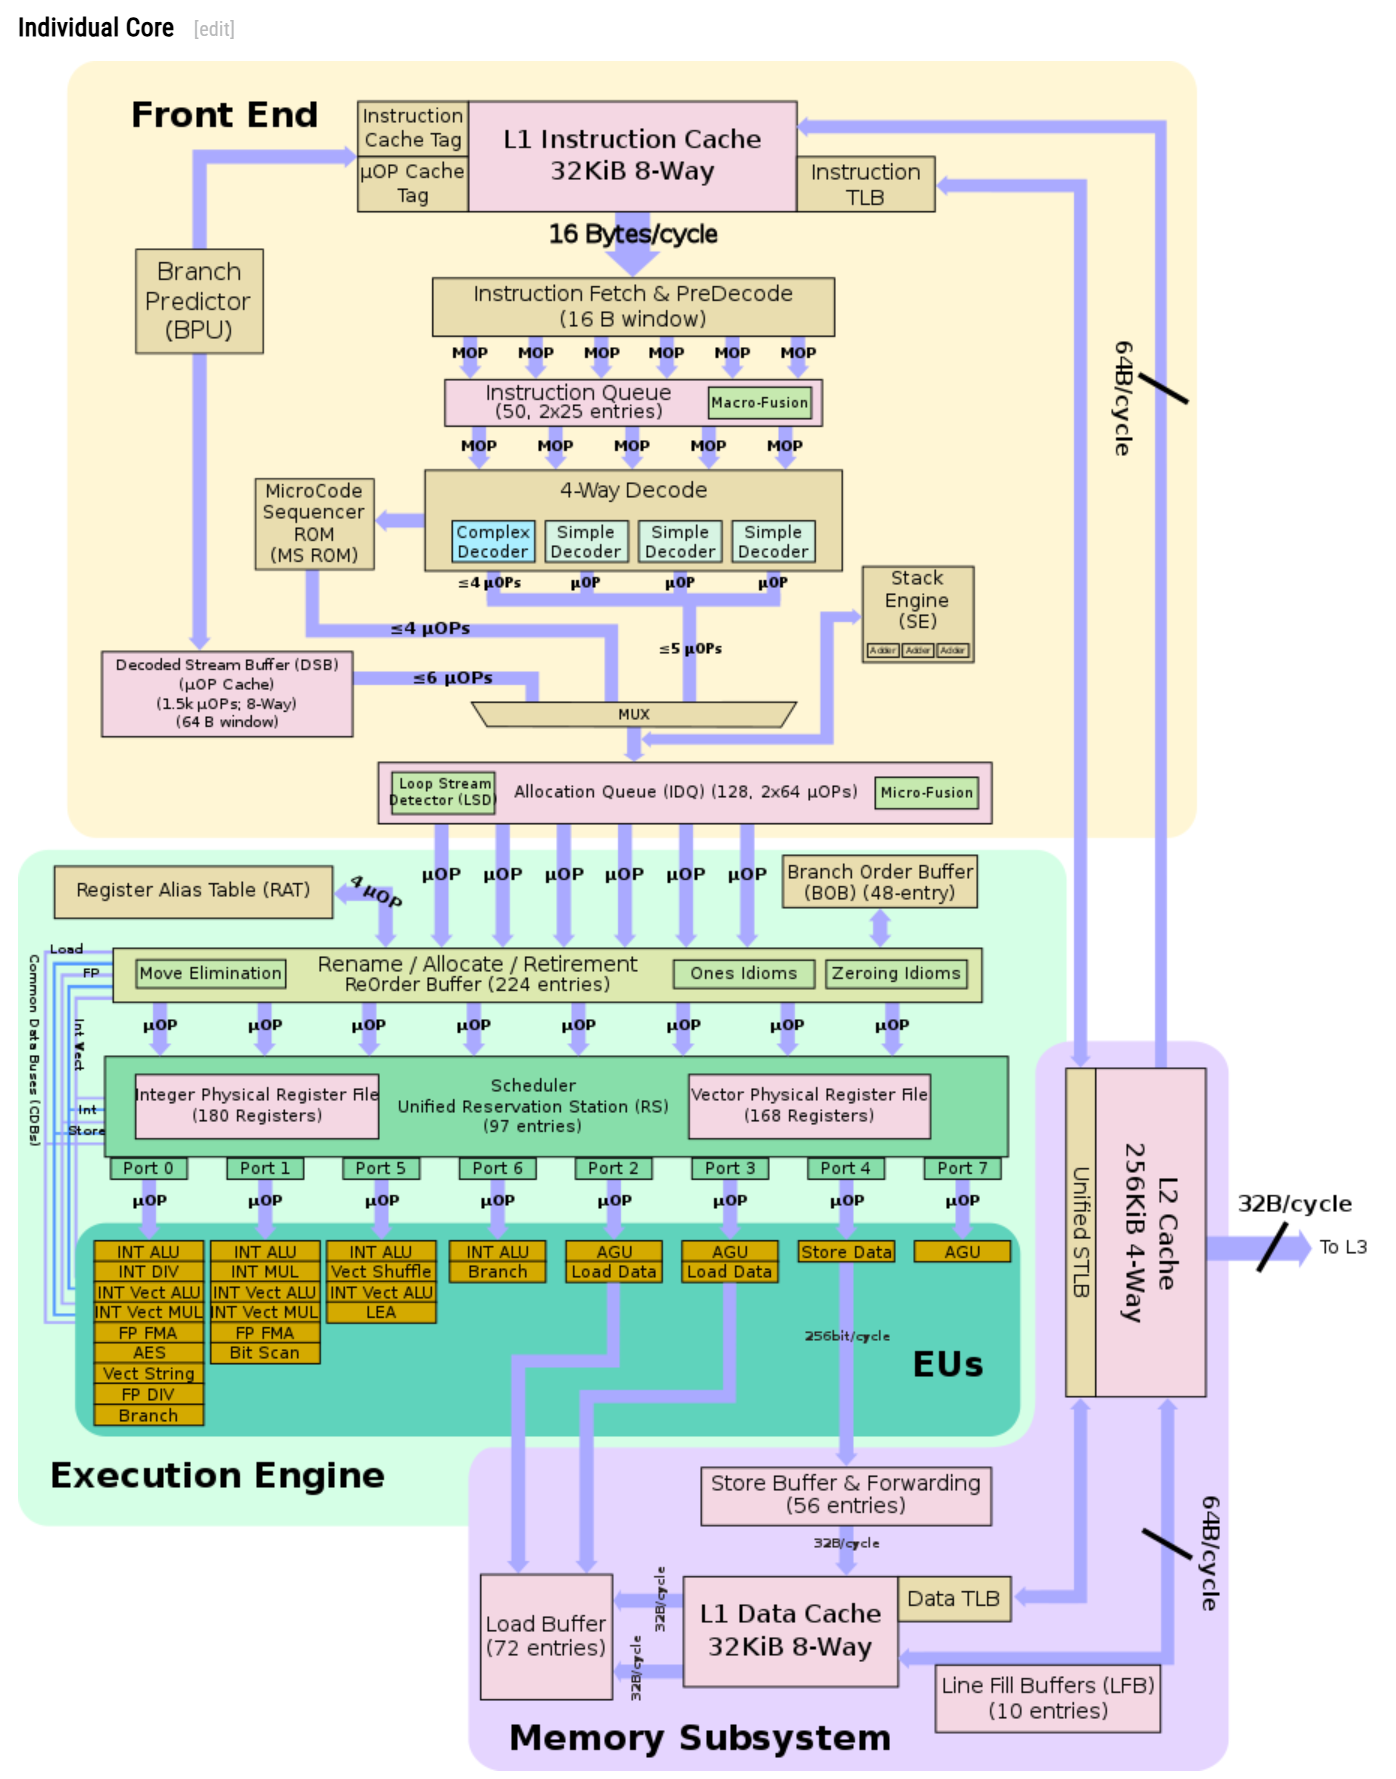 Individual Core [edit]
Front End
Instruction
Cache Tag
µOP Cache
Tag
L1 Instruction Cache
32KiB 8-Way
Instruction
TLB
16 Bytes/cycle
Branch
Predictor
(BPU)
Instruction Fetch & PreDecode
(16 B window)
MOP MOP MOP MOP MOP MOP
Instruction Queue
(50, 2x25 entries)
Macro-Fusion
64B/cycle
MOP MOP MOP MOP MOP
MicroCode
Sequencer
ROM
(MS ROM)
4-Way Decode
Complex
Decoder
Simple
Decoder
Simple
Decoder
Simple
Decoder
≤4 µOPs µOP µOP µOP
Stack
Engine
(SE)
Adder Adder Adder
≤4 µOPs
≤5 µOPs
Decoded Stream Buffer (DSB)
(µOP Cache)
(1.5k µOPs; 8-Way)
(64 B window)
≤6 µOPs
MUX
Loop Stream
Detector (LSD)
Allocation Queue (IDQ) (128, 2x64 µOPs)
Micro-Fusion
Register Alias Table (RAT)
4 µOP
µOP µOP µOP µOP µOP µOP
Branch Order Buffer
(BOB) (48-entry)
Load
FP
Int Vect
Int
Store
Common Data Buses (CDBs)
Move Elimination
Rename / Allocate / Retirement
ReOrder Buffer (224 entries)
Ones Idioms
Zeroing Idioms
µOP µOP µOP µOP µOP µOP µOP µOP
Integer Physical Register File
(180 Registers)
Scheduler
Unified Reservation Station (RS)
(97 entries)
Vector Physical Register File
(168 Registers)
Port 0 Port 1 Port 5 Port 6 Port 2 Port 3 Port 4 Port 7
µOP µOP µOP µOP µOP µOP µOP µOP
INT ALU
INT DIV
INT Vect ALU
INT Vect MUL
FP FMA
AES
Vect String
FP DIV
Branch
INT ALU
INT MUL
INT Vect ALU
INT Vect MUL
FP FMA
Bit Scan
INT ALU
Vect Shuffle
INT Vect ALU
LEA
INT ALU
Branch
AGU
Load Data
AGU
Load Data
Store Data
AGU
256bit/cycle
EUs
Execution Engine
Unified STLB
L2 Cache
256KiB 4-Way
32B/cycle
To L3
Store Buffer & Forwarding
(56 entries)
32B/cycle
64B/cycle
Load Buffer
(72 entries)
32B/cycle
32B/cycle
L1 Data Cache
32KiB 8-Way
Data TLB
Line Fill Buffers (LFB)
(10 entries)
Memory Subsystem